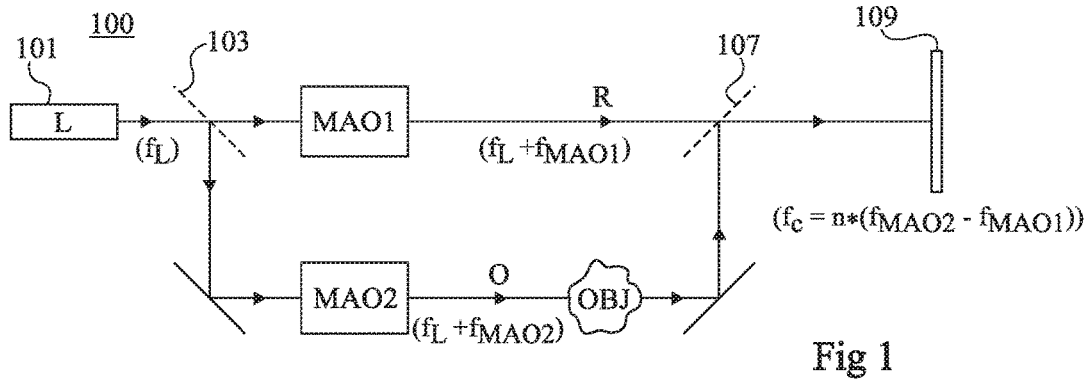 100
101
103
107
109
L
(fL)
MAO1
R
(fL +fMAO1)
(fc = n*(fMAO2 - fMAO1))
MAO2
O
(fL +fMAO2)
OBJ
Fig 1